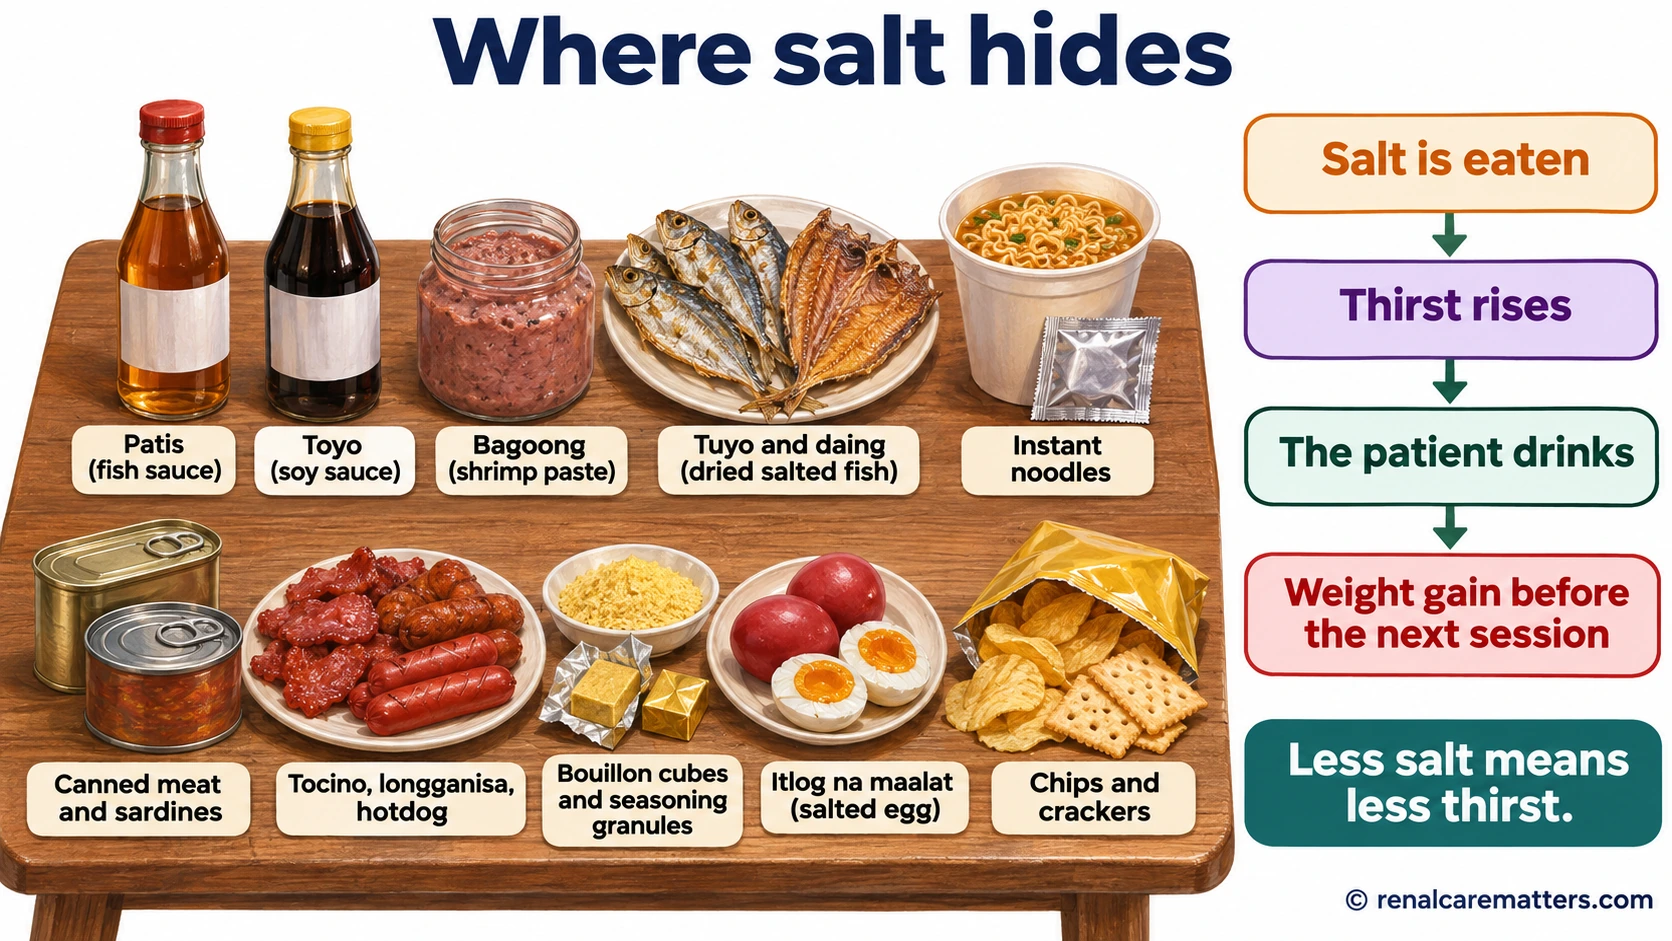 Where salt hides
Patis
(fish sauce)
Toyo
(soy sauce)
Bagoong
(shrimp paste)
Tuyo and daing
(dried salted fish)
Instant
noodles
Canned meat
and sardines
Tocino, longganisa,
hotdog
Bouillon cubes
and seasoning
granules
Itlog na maalat
(salted egg)
Chips and
crackers
Salt is eaten
Thirst rises
The patient drinks
Weight gain before
the next session
Less salt means
less thirst.
© renalcarematters.com